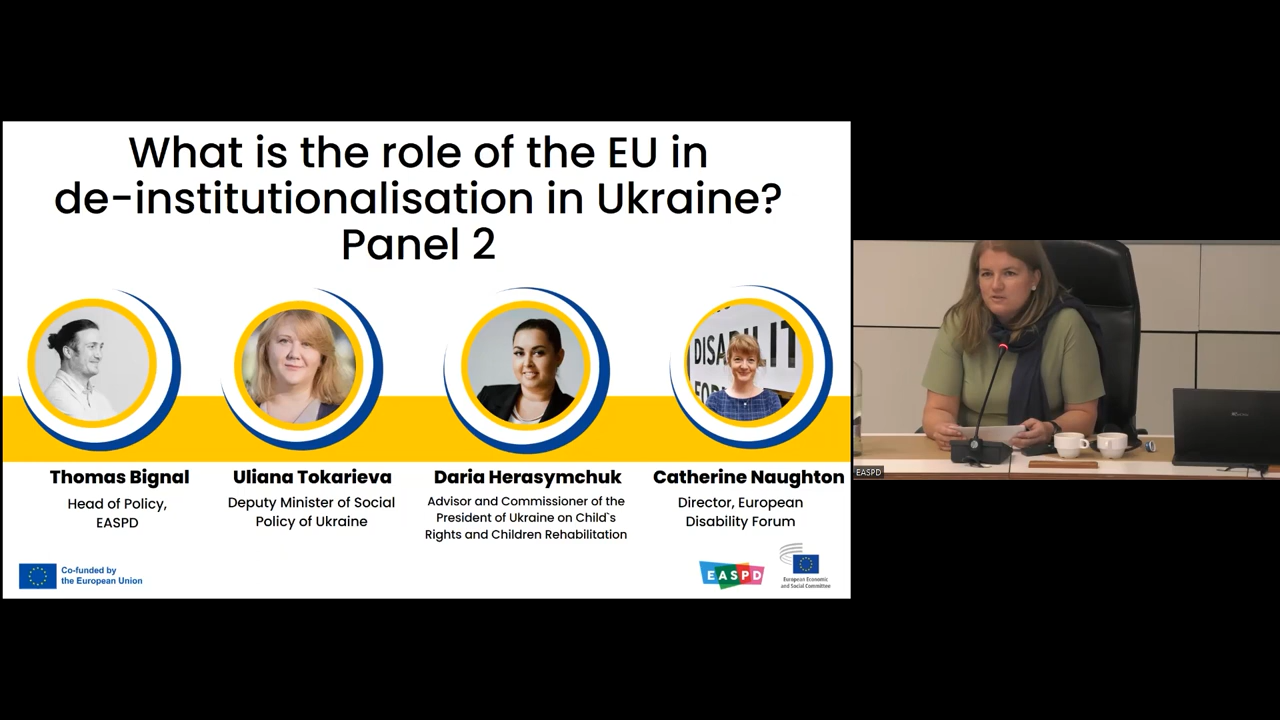 What is the role of the EU in
de-institutionalisation in Ukraine?
Panel 2
DISABILIT
FOR
Thomas Bignal
Head of Policy,
EASPD
Uliana Tokarieva
Deputy Minister of Social
Policy of Ukraine
Daria Herasymchuk
Advisor and Commissioner of the
President of Ukraine on Child`s
Rights and Children Rehabilitation
Catherine Naughton
Director, European
Disability Forum
Co-funded by
the European Union
EASPD
European Economic
and Social Committee
EASPD